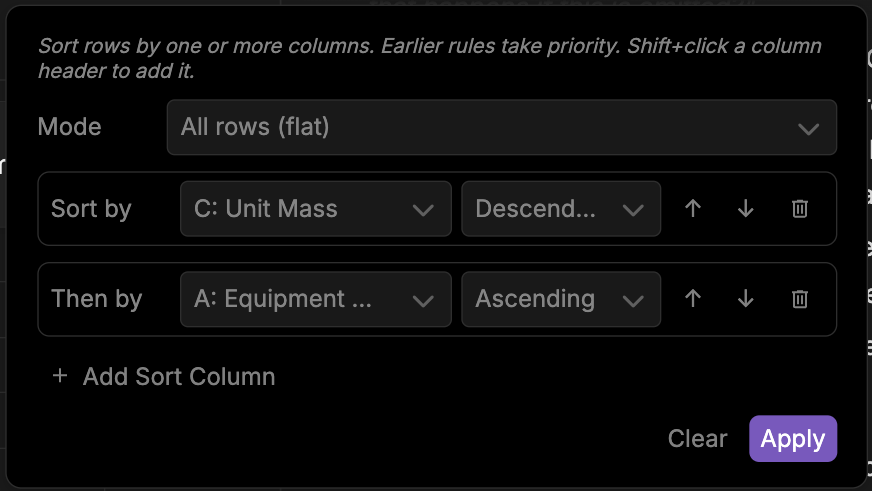 Sort rows by one or more columns. Earlier rules take priority. Shift+click a column
header to add it.
Mode All rows (flat)
Sort by C: Unit Mass Descend...
Then by A: Equipment ... Ascending
+ Add Sort Column
Clear Apply